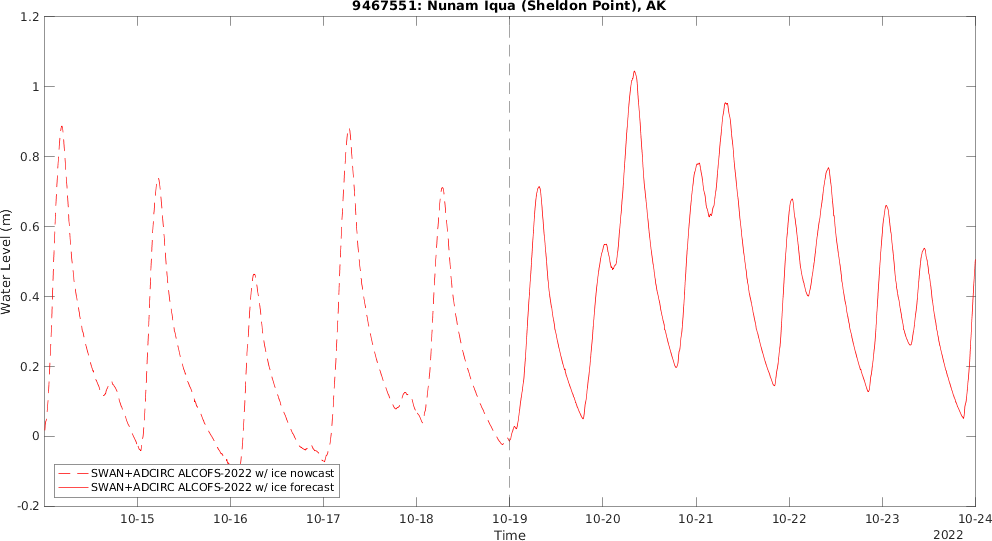 9467551: Nunam Iqua (Sheldon Point), AK
1.2
1
0.8
0.6
0.4
0.2
0
-0.2
Water Level (m)
SWAN+ADCIRC ALCOFS-2022 w/ ice nowcast
SWAN+ADCIRC ALCOFS-2022 w/ ice forecast
10-15 10-16 10-17 10-18 10-19 10-20 10-21 10-22 10-23 10-24
Time
2022